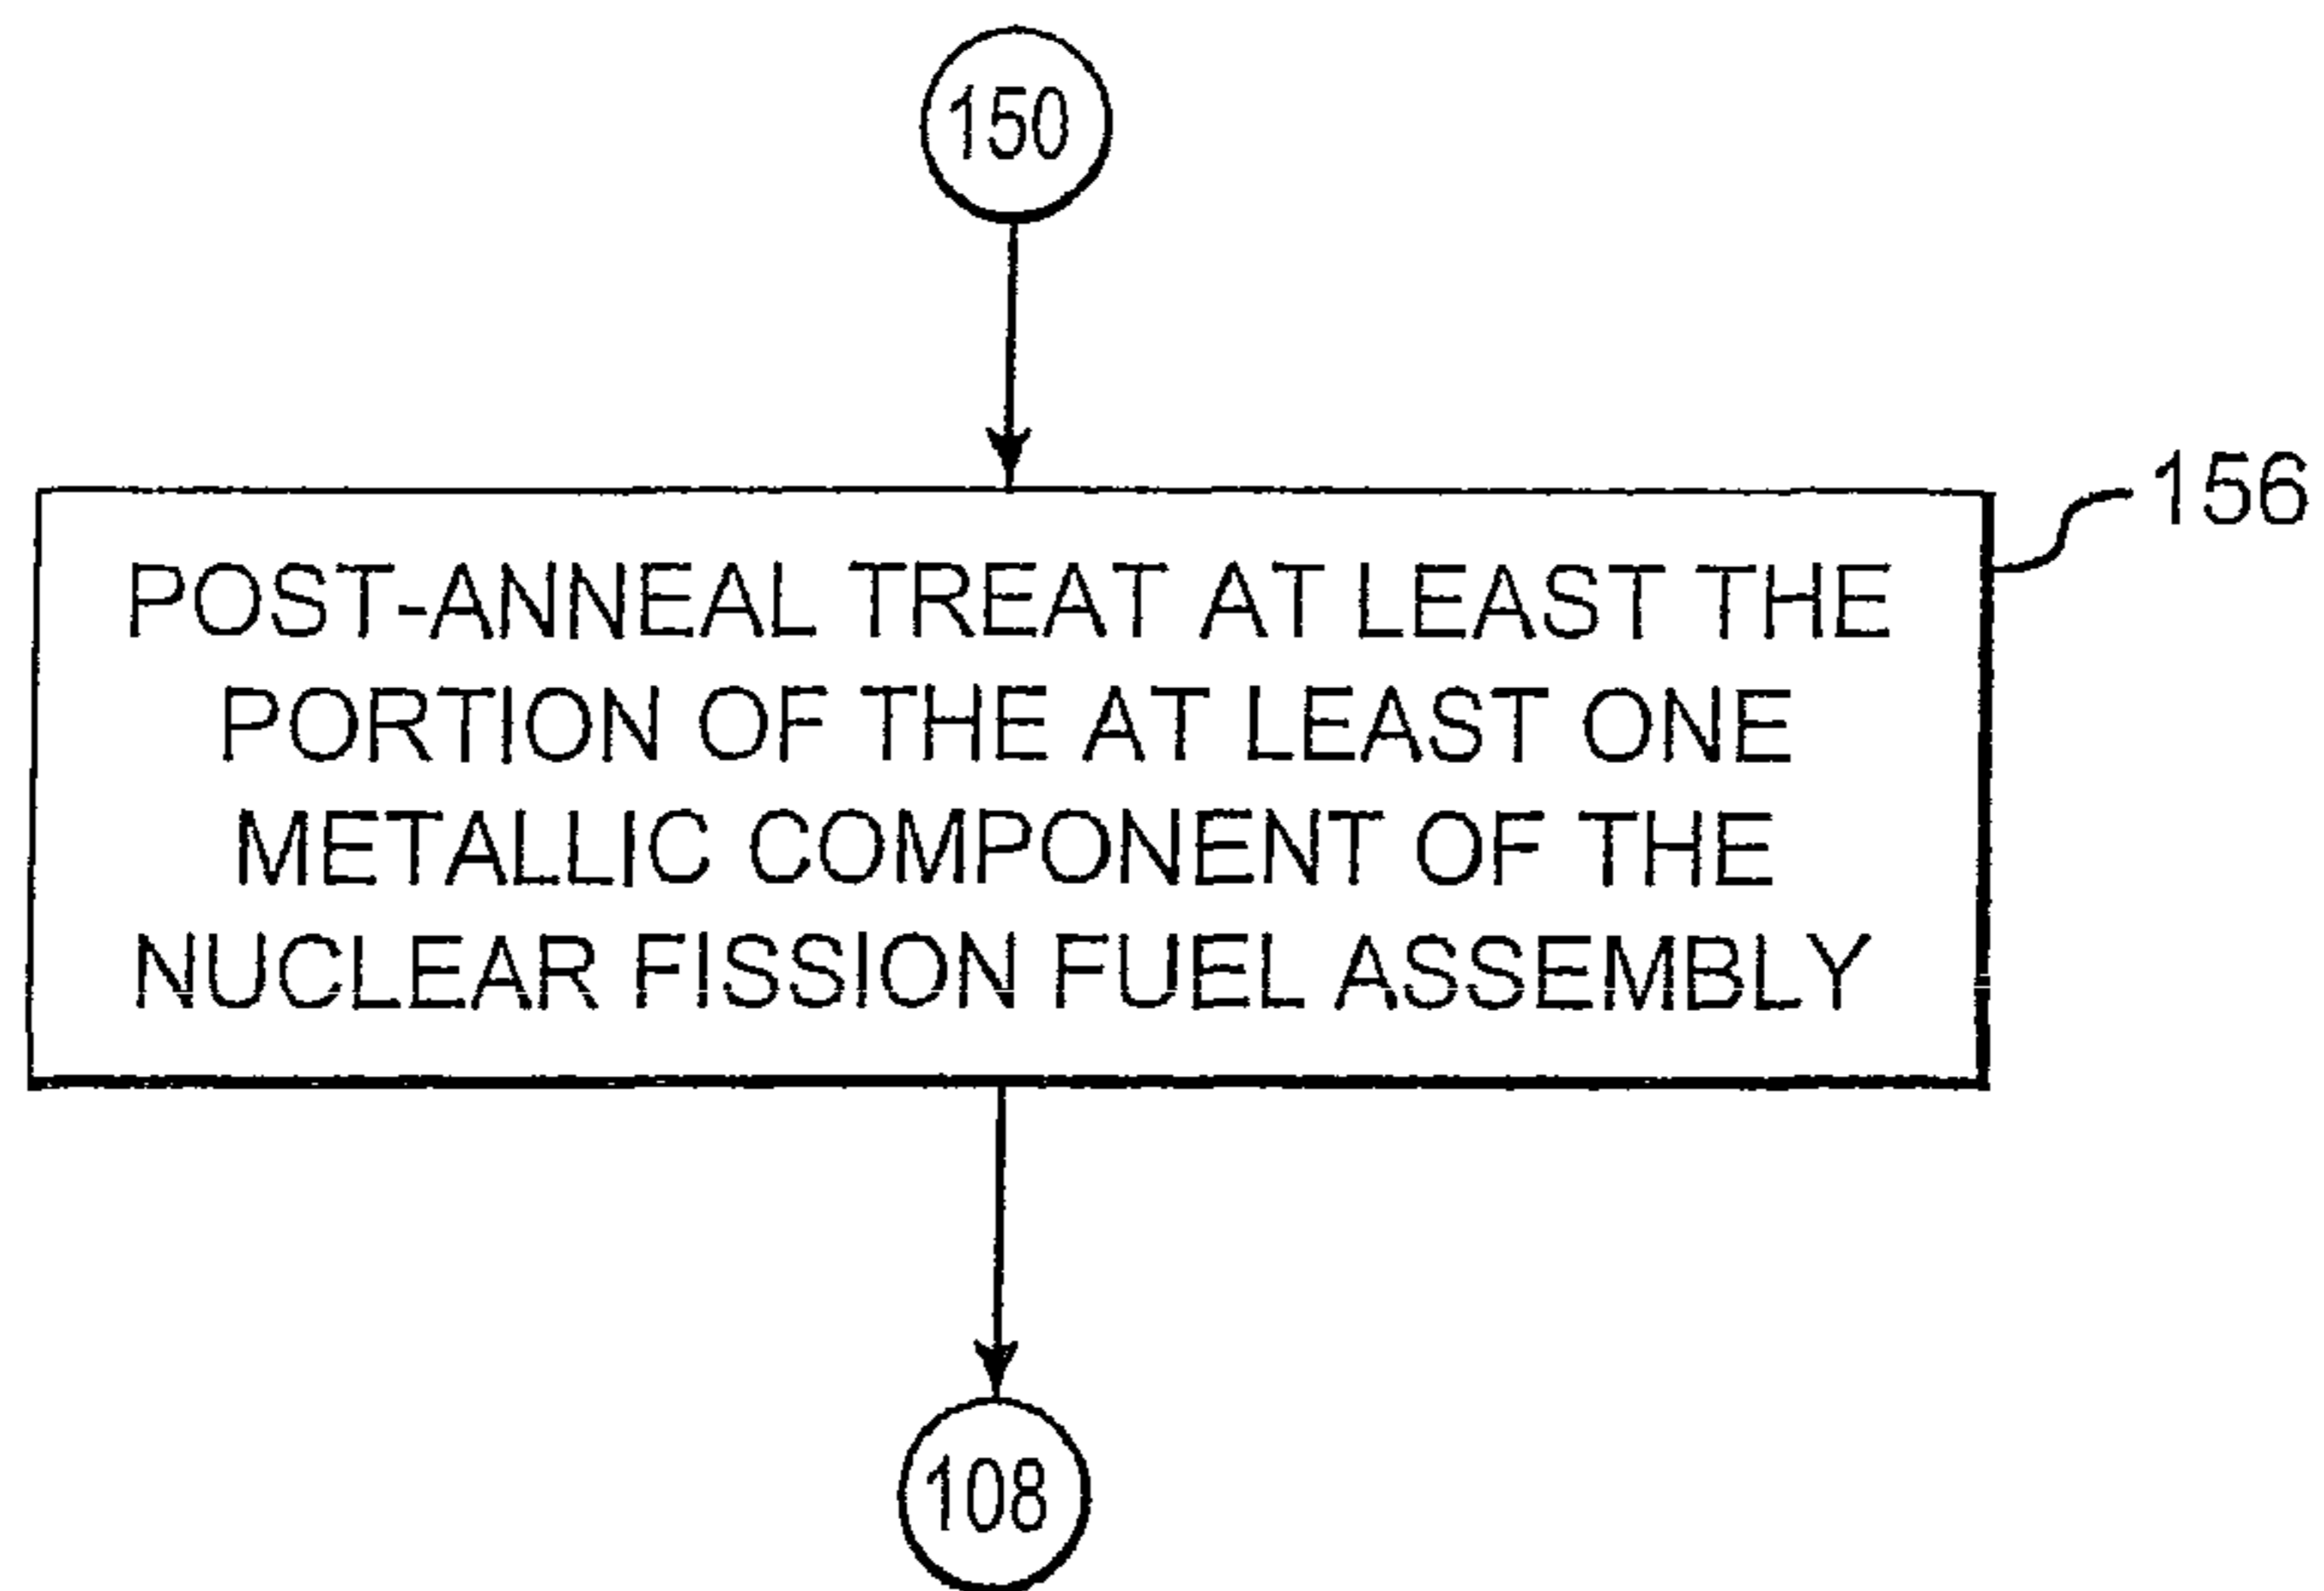 150
156
POST-ANNEAL TREAT AT LEAST THE
PORTION OF THE AT LEAST ONE
METALLIC COMPONENT OF THE
NUCLEAR FISSION FUEL ASSEMBLY
108